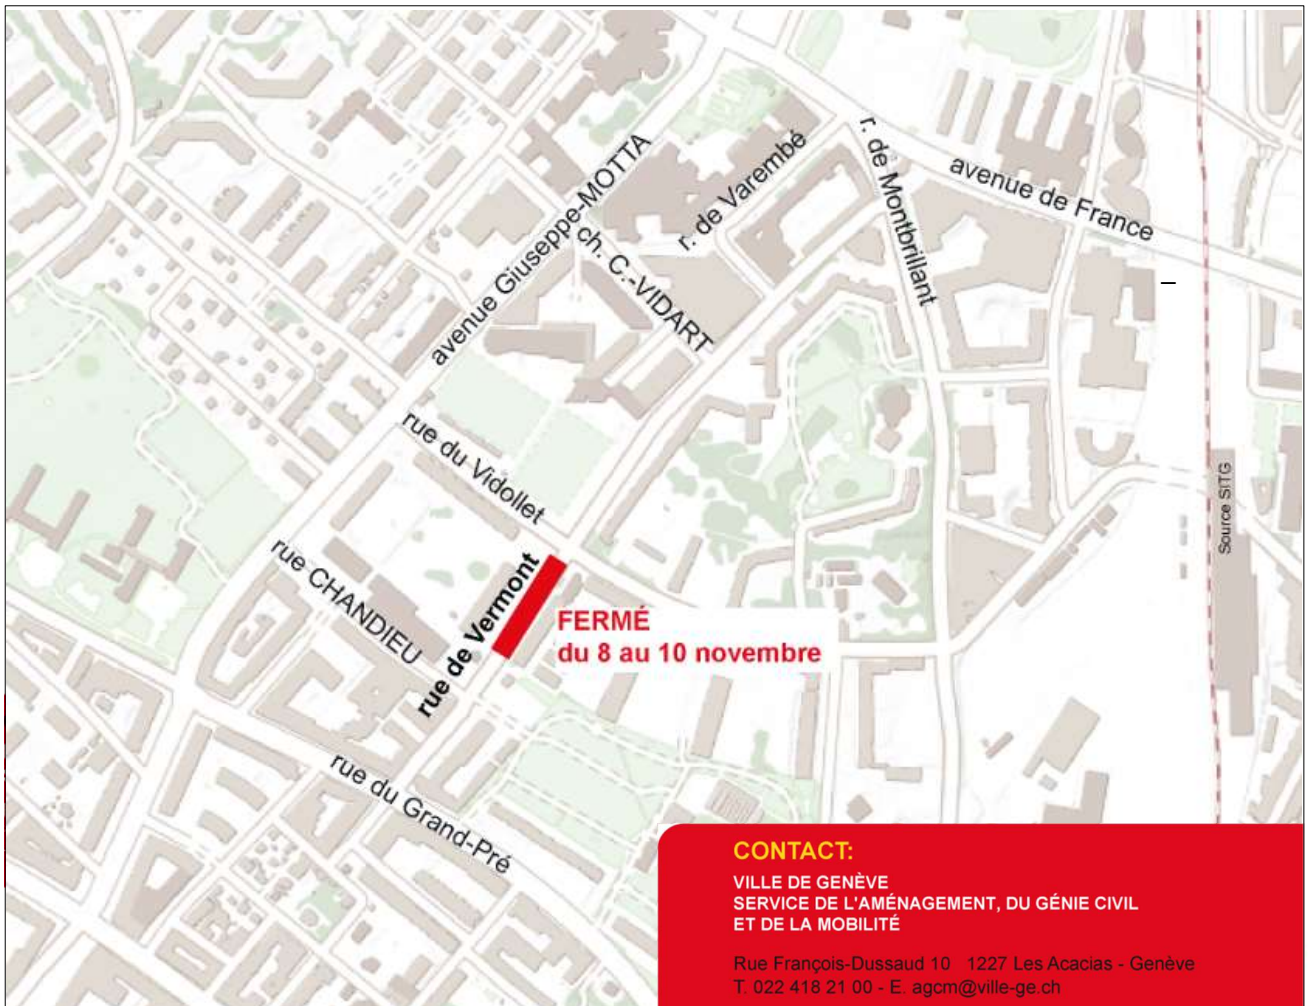 avenue Giuseppe-MOTTA
r. de Varembé
r. de Montbrillant
avenue de France
ch. C.-VIDART
rue du Vidollet
Source SITG
rue CHANDIEU
rue de Vermont
FERMÉ
du 8 au 10 novembre
rue du Grand-Pré
CONTACT:
VILLE DE GENÈVE
SERVICE DE L'AMÉNAGEMENT, DU GÉNIE CIVIL
ET DE LA MOBILITÉ
Rue François-Dussaud 10 1227 Les Acacias - Genève
T. 022 418 21 00 - E. agcm@ville-ge.ch